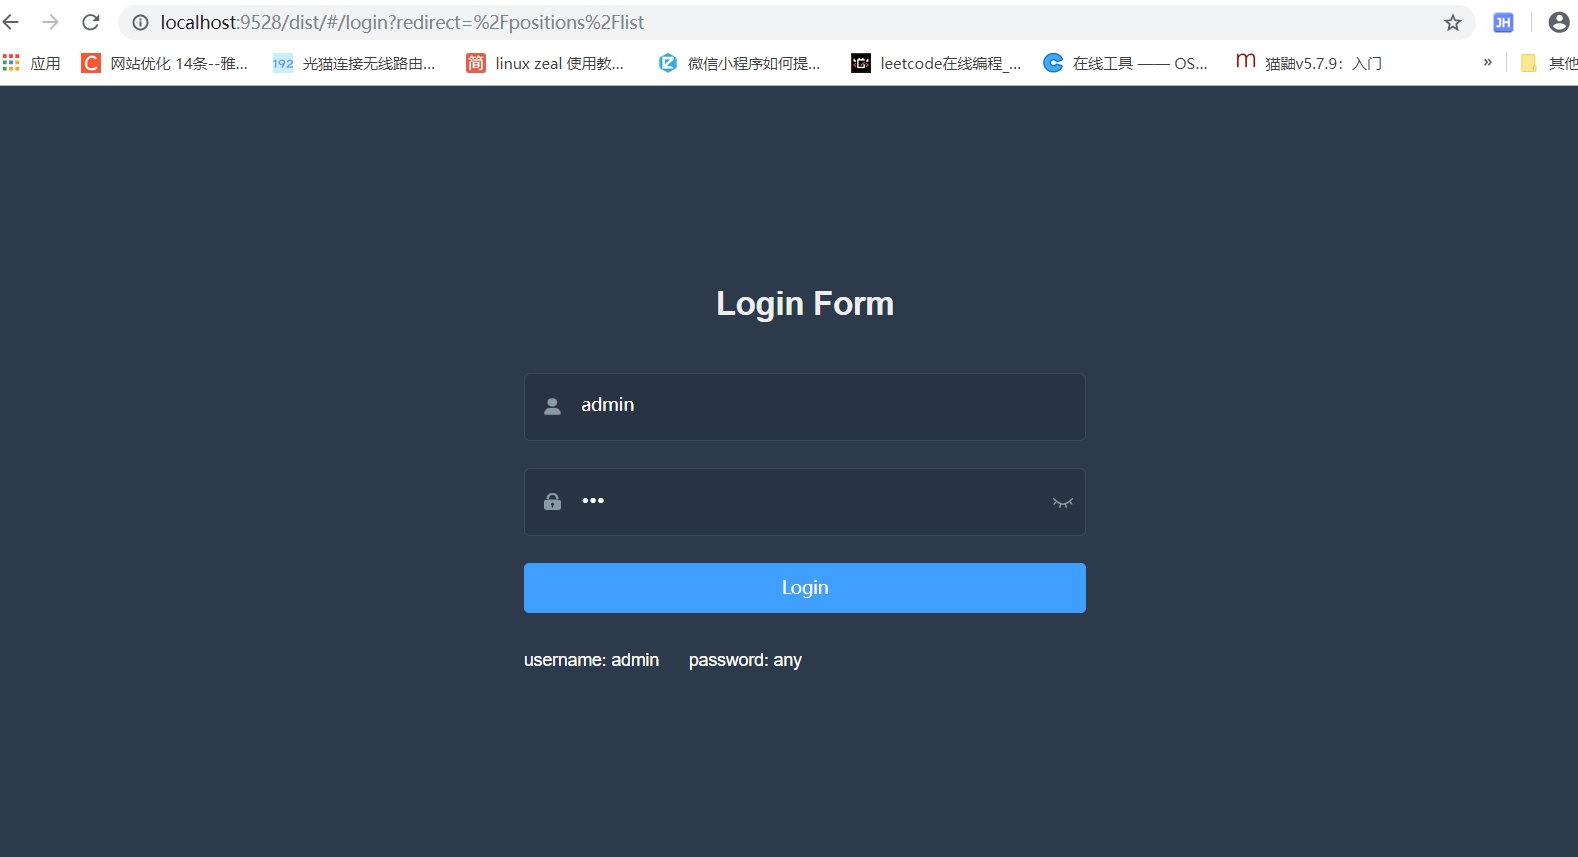 localhost:9528/dist/#/login?redirect=%2Fpositions%2Flist
JH
应用 C 网站优化 14条--雅... 192 光猫连接无线路由... 简 linux zeal 使用教... 微信小程序如何提... leetcode在线编程_... 在线工具 —— OS... m 猫鼬v5.7.9：入门 » 其他
Login Form
admin
•••
Login
username: admin password: any